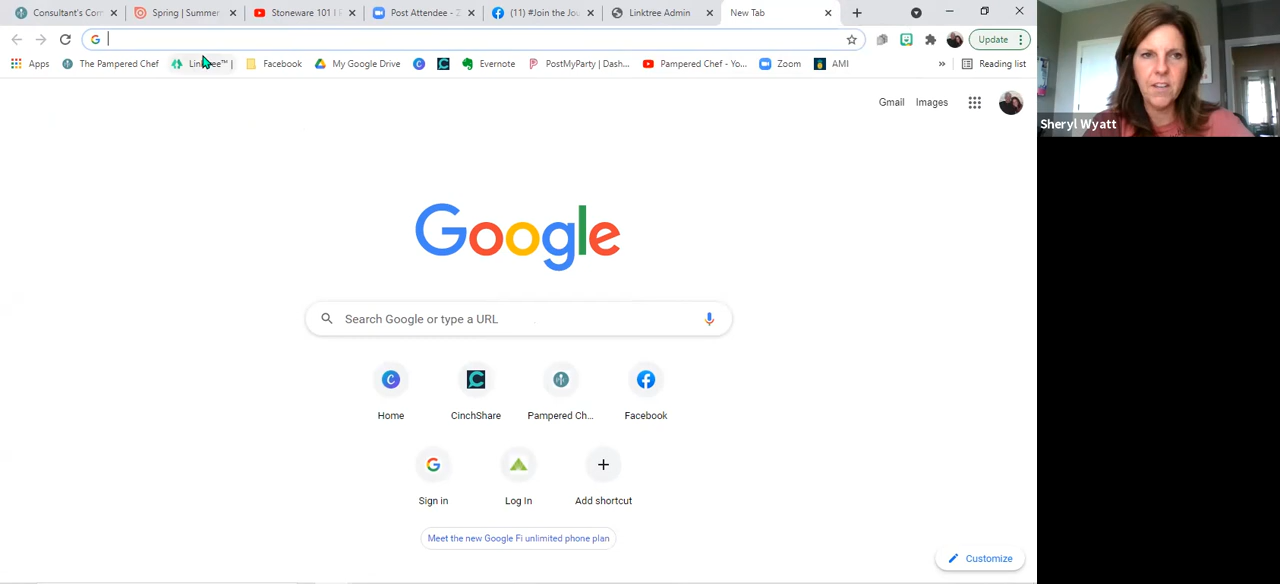 Consultant's Corn
Spring | Summer
Stoneware 101 I P
Post Attendee - Z
(11) #Join the Jou
Linktree Admin
New Tab
Update
Apps
The Pampered Chef
Facebook
My Google Drive
Evernote
PostMyParty | Dash...
Pampered Chef - Yo...
Zoom
AMI
»
Reading list
Gmail
Images
Sheryl Wyatt
Google
Search Google or type a URL
Home
CinchShare
Pampered Ch...
Facebook
Sign in
Log In
Add shortcut
Meet the new Google Fi unlimited phone plan
Customize